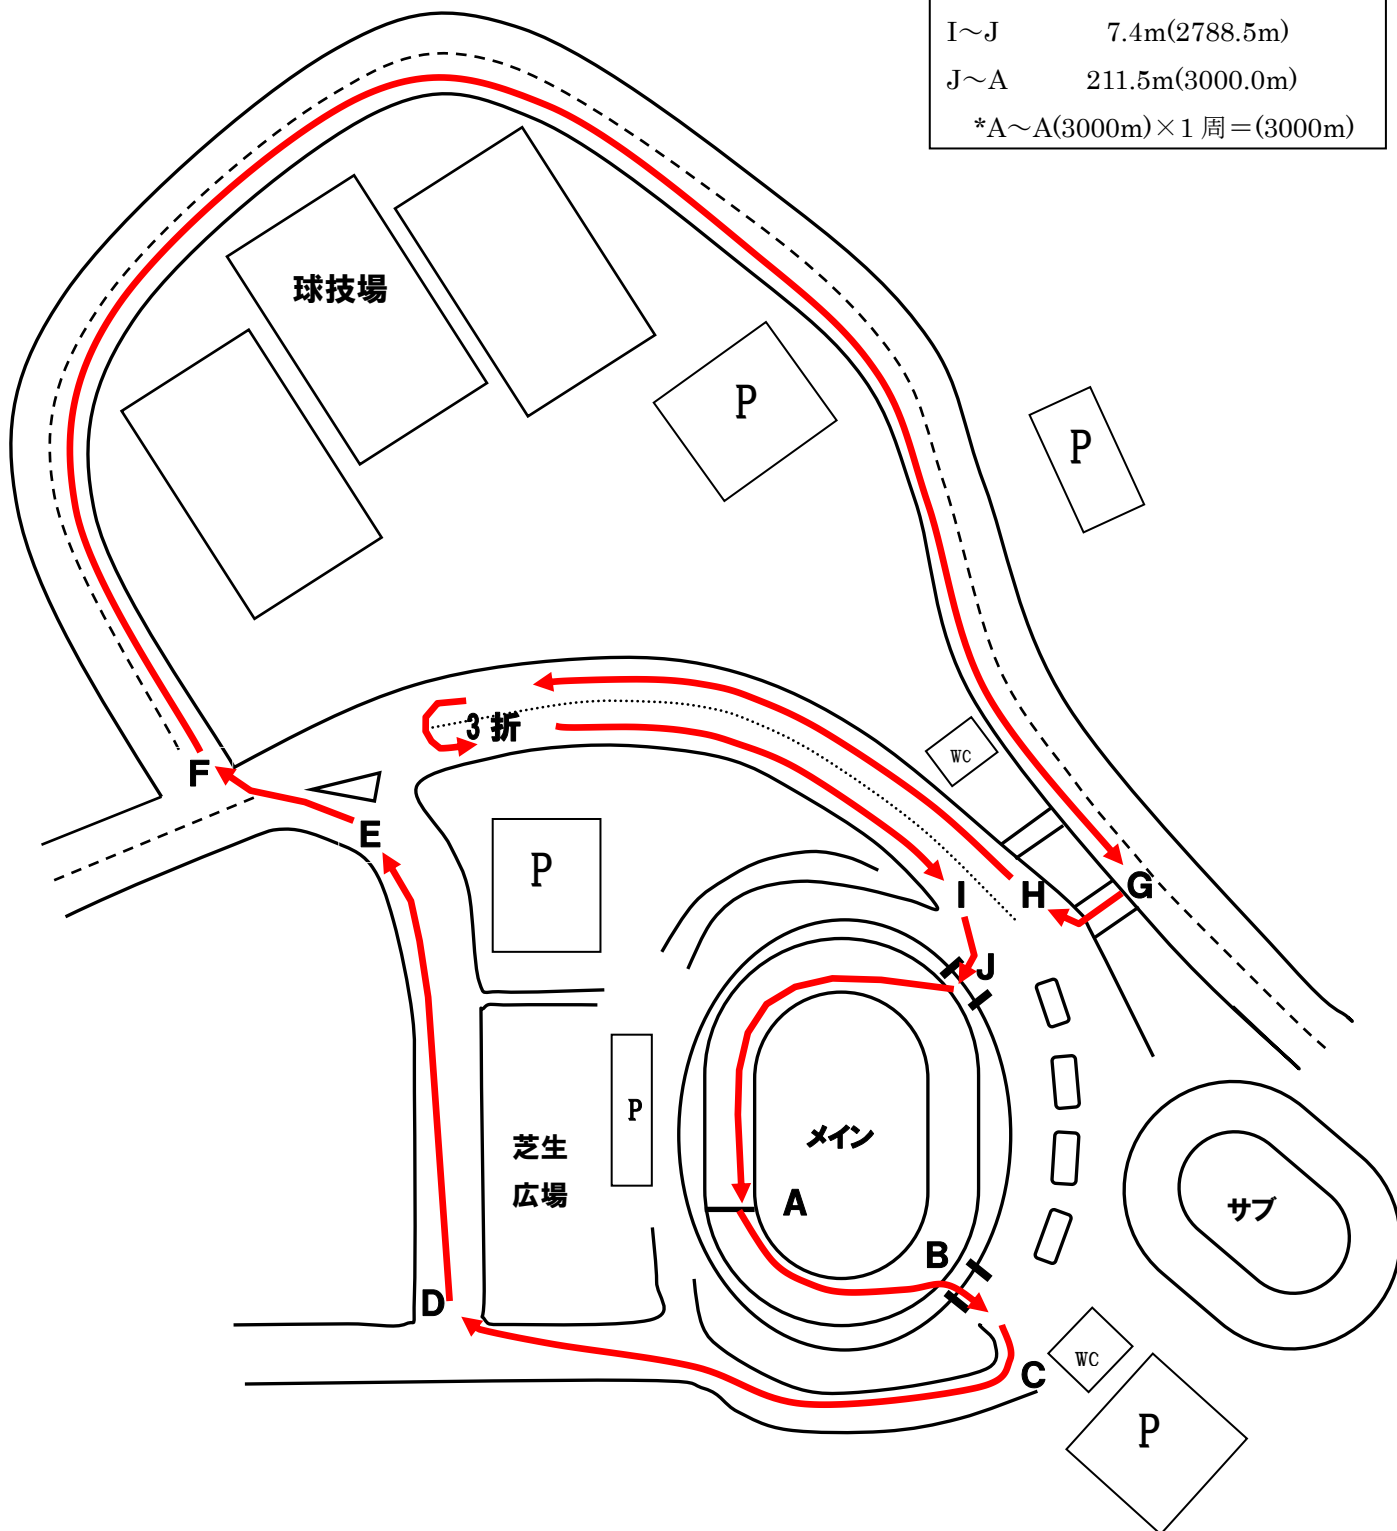 I～J 7.4m(2788.5m)
J～A 211.5m(3000.0m)
*A～A(3000m)×1 周＝(3000m)
球技場
P
P
3 折
WC
F
E
G
H
I
P
J
P
メイン
芝生
広場
A
サブ
B
D
C
WC
P